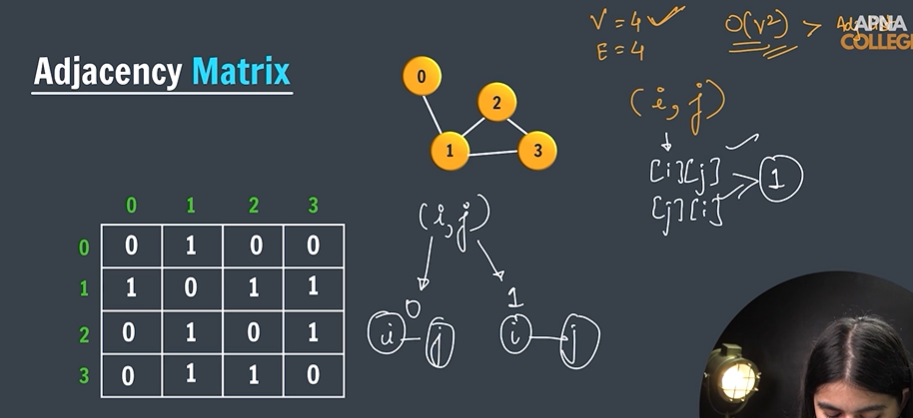 V = 4 ✓
E = 4
O(V²) >
APNA
COLLEGE
Adjacency Matrix
0
2
1
3
(i, j)
[i][j]
[j][i]
1
(i, j)
0
1
i
j
i
j
0 1 2 3
0 0 1 0 0
1 1 0 1 1
2 0 1 0 1
3 0 1 1 0